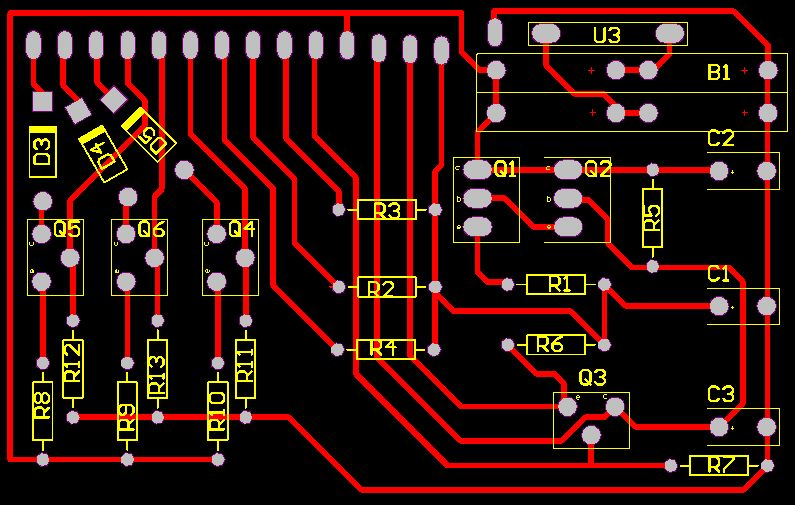 U3
B1
C2
D3
D4
D5
Q1
Q2
R3
R5
Q5
Q6
Q4
R2
R1
C1
R4
R6
R12
R13
R11
Q3
R8
R9
R10
C3
R7
c
b
e
c
b
e
c
e
c
e
c
e
e
c
+
+
+
+
+
+
+